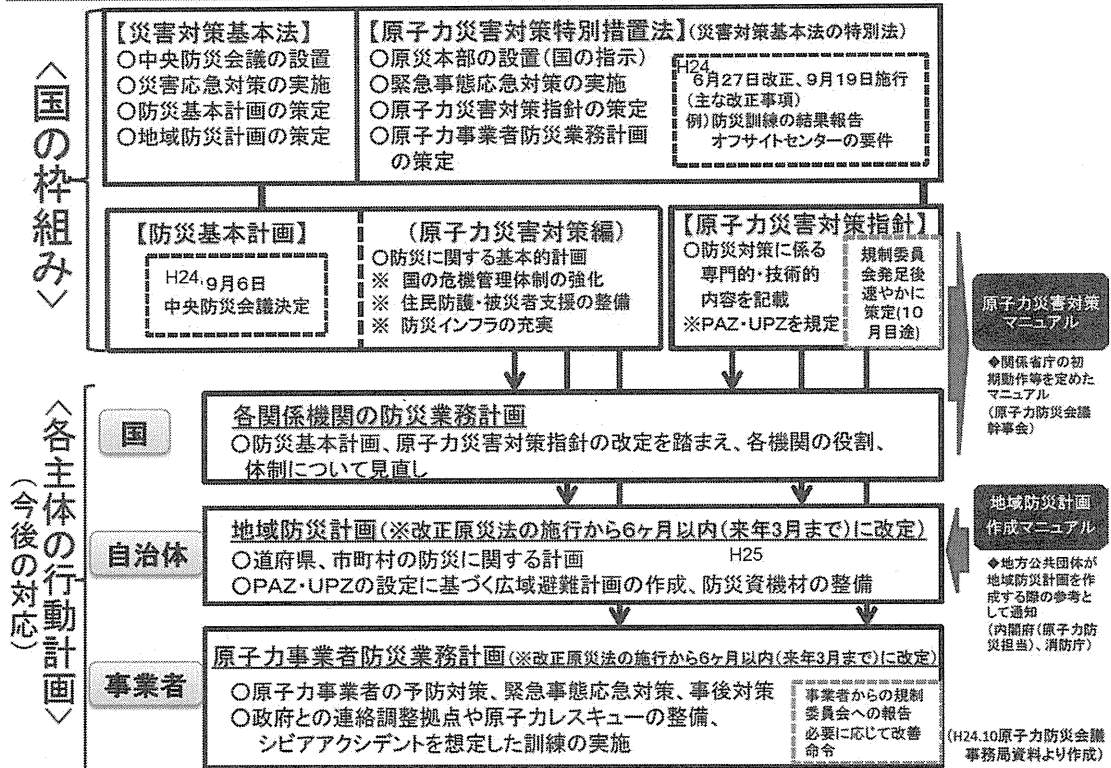 〈国の枠組み〉
【災害対策基本法】
○中央防災会議の設置
○災害応急対策の実施
○防災基本計画の策定
○地域防災計画の策定
【原子力災害対策特別措置法】(災害対策基本法の特別法)
○原災本部の設置(国の指示)
○緊急事態応急対策の実施
○原子力災害対策指針の策定
○原子力事業者防災業務計画
の策定
H24
6月27日改正、9月19日施行
(主な改正事項)
例)防災訓練の結果報告
オフサイトセンターの要件
【防災基本計画】
H24.9月6日
中央防災会議決定
(原子力災害対策編)
○防災に関する基本的計画
※ 国の危機管理体制の強化
※ 住民防護・被災者支援の整備
※ 防災インフラの充実
【原子力災害対策指針】
○防災対策に係る
専門的・技術的
内容を記載
※PAZ・UPZを規定
規制委員
会発足後
速やかに
策定(10
月目途)
原子力災害対策
マニュアル
◆関係省庁の初
期動作等を定めた
マニュアル
(原子力防災会議
幹事会)
〈各主体の行動計画〉
(今後の対応)
国
各関係機関の防災業務計画
○防災基本計画、原子力災害対策指針の改定を踏まえ、各機関の役割、
体制について見直し
自治体
地域防災計画(※改正原災法の施行から6ヶ月以内(来年3月まで)に改定)
H25
○道府県、市町村の防災に関する計画
○PAZ・UPZの設定に基づく広域避難計画の作成、防災資機材の整備
地域防災計画
作成マニュアル
◆地方公共団体が
地域防災計画を作
成する際の参考と
して通知
(内閣府(原子力防
災担当)、消防庁)
事業者
原子力事業者防災業務計画(※改正原災法の施行から6ヶ月以内(来年3月まで)に改定)
○原子力事業者の予防対策、緊急事態応急対策、事後対策
○政府との連絡調整拠点や原子力レスキューの整備、
シビアアクシデントを想定した訓練の実施
事業者からの規制
委員会への報告
必要に応じて改善
命令
(H24.10原子力防災会議
事務局資料より作成)